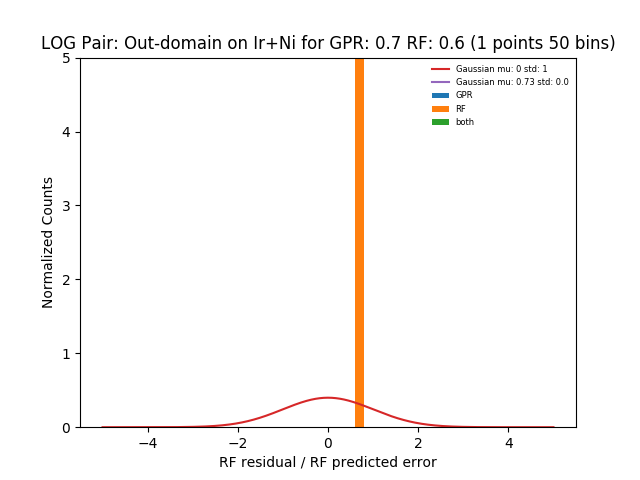 LOG Pair: Out-domain on Ir+Ni for GPR: 0.7 RF: 0.6 (1 points 50 bins)
Gaussian mu: 0 std: 1
Gaussian mu: 0.73 std: 0.0
GPR
RF
both
Normalized Counts
5
4
3
2
1
0
−4 −2 0 2 4
RF residual / RF predicted error